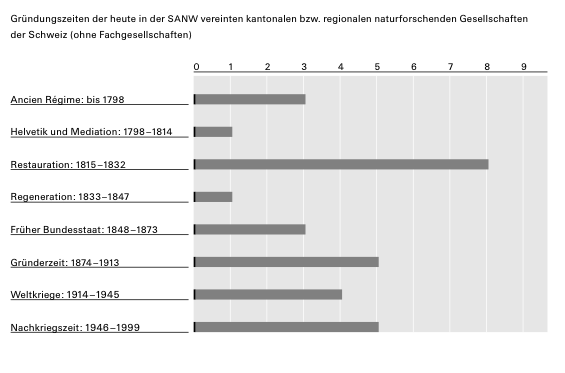 Gründungszeiten der heute in der SANW vereinten kantonalen bzw. regionalen naturforschenden Gesellschaften
der Schweiz (ohne Fachgesellschaften)
0 1 2 3 4 5 6 7 8 9
Ancien Régime: bis 1798
Helvetik und Mediation: 1798–1814
Restauration: 1815–1832
Regeneration: 1833–1847
Früher Bundesstaat: 1848–1873
Gründerzeit: 1874–1913
Weltkriege: 1914–1945
Nachkriegszeit: 1946–1999